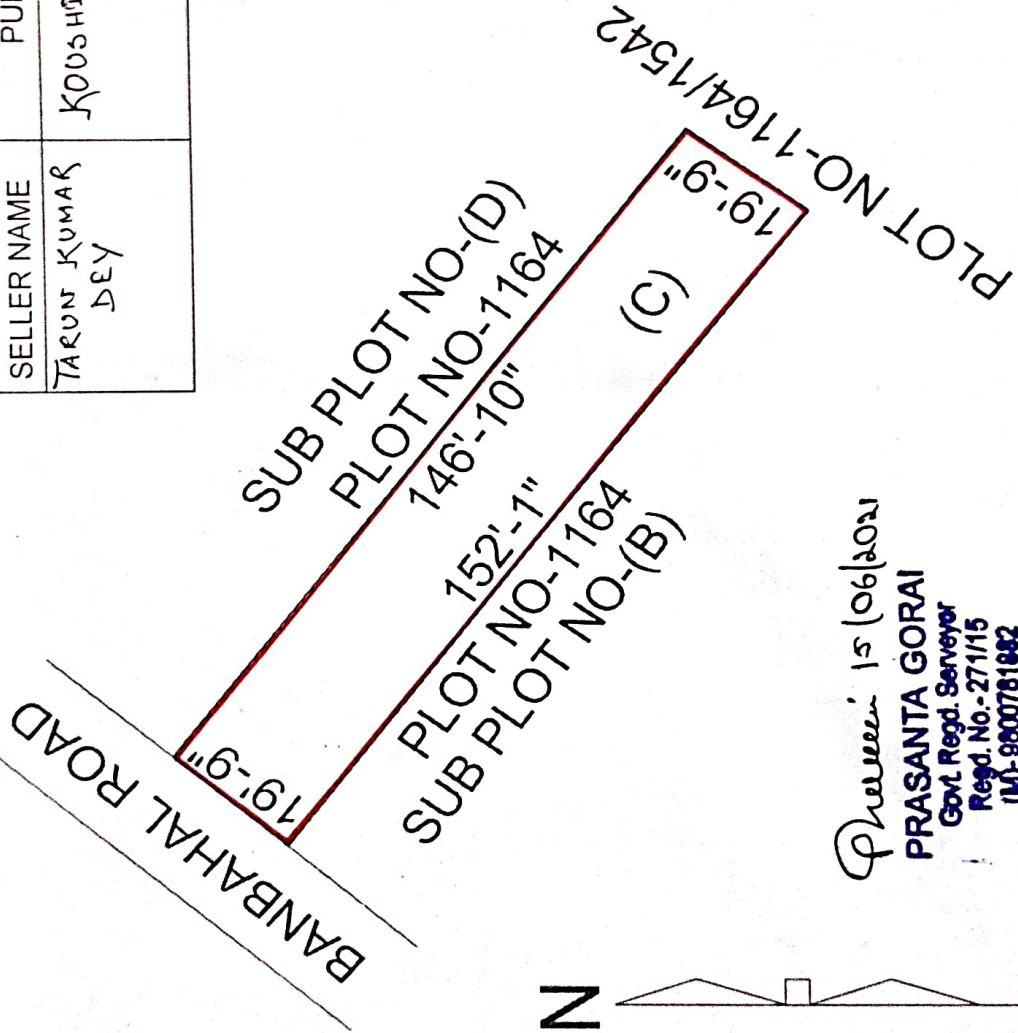 SELLER NAME
TARUN KUMAR
DEY
SUB PLOT NO-(D)
PLOT NO-1164
146'-10"
152'-1"
PLOT NO-1164
SUB PLOT NO-(B)
(C)
19'-9"
19'-9"
BANBAHAL ROAD
PLOT NO-1164/1542
N
15/06/2021
PRASANTA GORAI
Govt. Regd. Serveyor
Regd. No.-271/15
(M)-9800781882